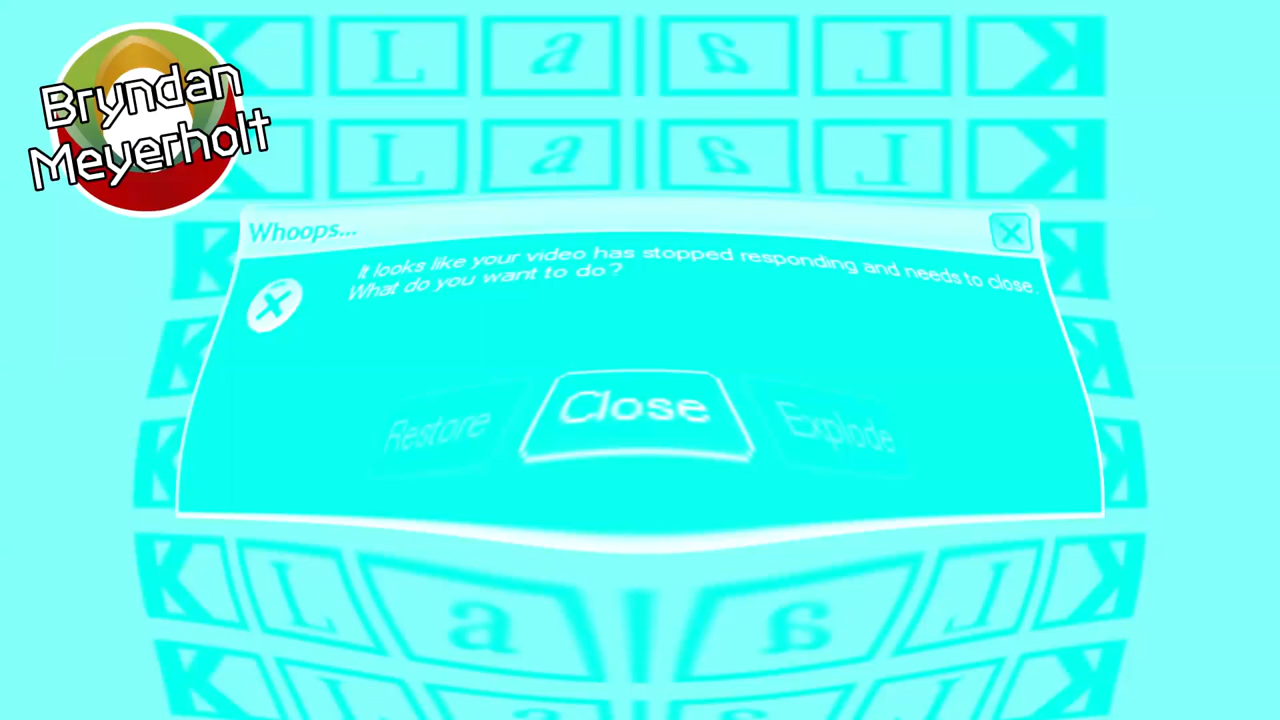 Bryndan
Meyerholt
K L a a L K
K L a a L K
Whoops...
It looks like your video has stopped responding and needs to close.
What do you want to do?
Restore Close Explode
K K
K K
K K
K L a a L K
K L a a L K